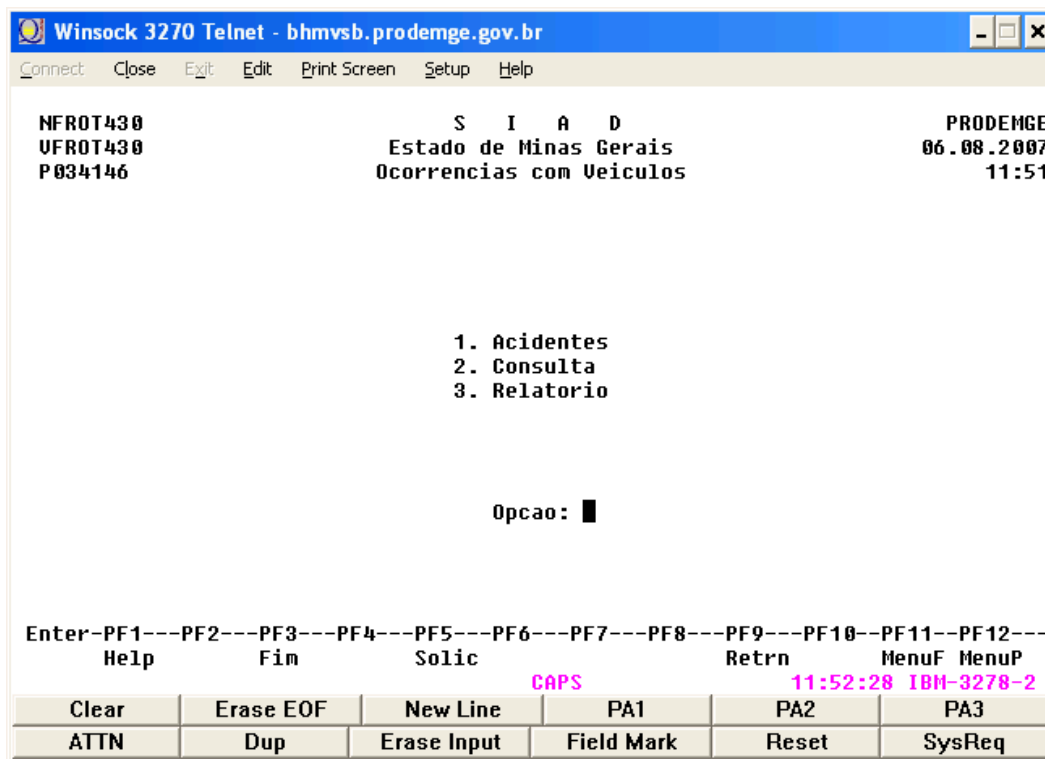 Winsock 3270 Telnet - bhmvsb.prodemge.gov.br
Connect Close Exit Edit Print Screen Setup Help
NFROT430 S I A D PRODEMGE
VFROT430 Estado de Minas Gerais 06.08.2007
P034146 Ocorrencias com Veiculos 11:51
1. Acidentes
2. Consulta
3. Relatorio
Opcao:
Enter-PF1---PF2---PF3---PF4---PF5---PF6---PF7---PF8---PF9---PF10--PF11--PF12---
Help Fim Solic Retrn MenuF MenuP
CAPS 11:52:28 IBM-3278-2
Clear Erase EOF New Line PA1 PA2 PA3
ATTN Dup Erase Input Field Mark Reset SysReq